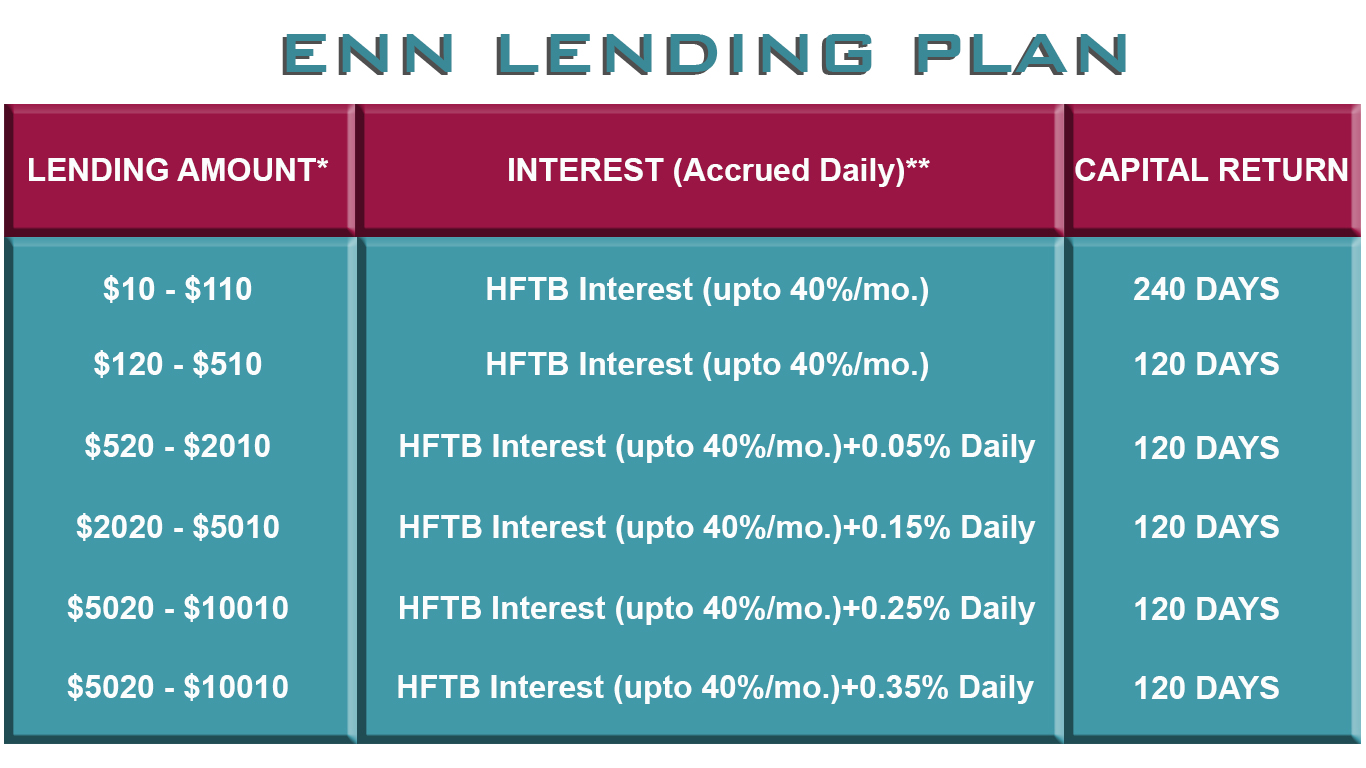 ENN LENDING PLAN
LENDING AMOUNT* INTEREST (Accrued Daily)** CAPITAL RETURN
$10 - $110 HFTB Interest (upto 40%/mo.) 240 DAYS
$120 - $510 HFTB Interest (upto 40%/mo.) 120 DAYS
$520 - $2010 HFTB Interest (upto 40%/mo.)+0.05% Daily 120 DAYS
$2020 - $5010 HFTB Interest (upto 40%/mo.)+0.15% Daily 120 DAYS
$5020 - $10010 HFTB Interest (upto 40%/mo.)+0.25% Daily 120 DAYS
$5020 - $10010 HFTB Interest (upto 40%/mo.)+0.35% Daily 120 DAYS